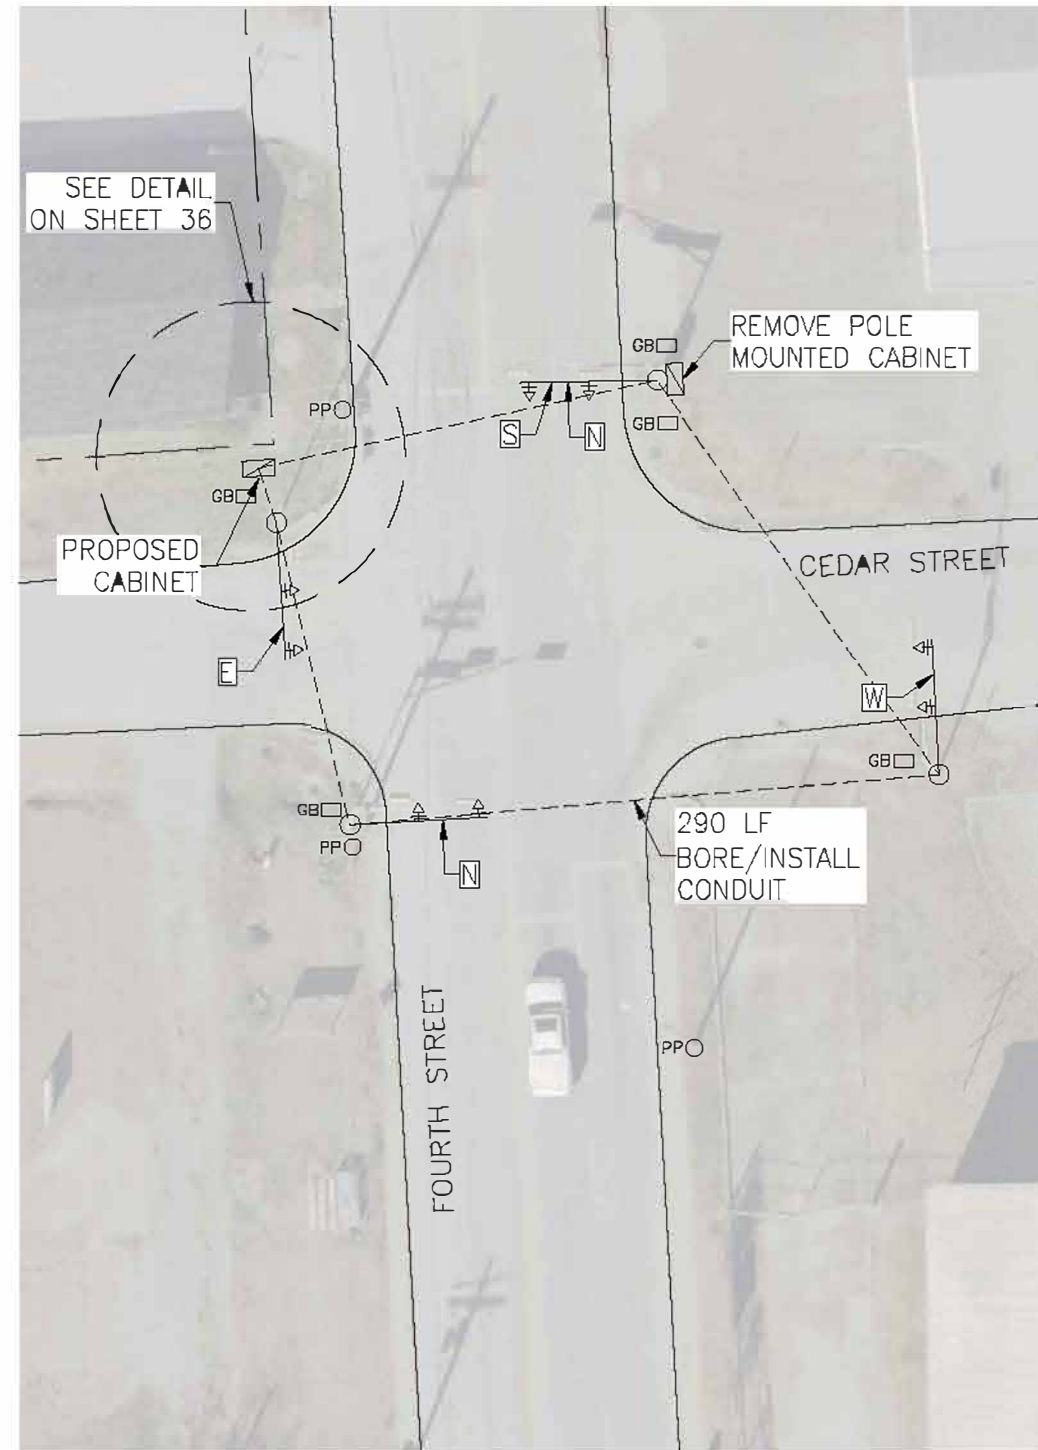 SEE DETAIL
ON SHEET 36
REMOVE POLE
MOUNTED CABINET
GB
PP
GB
S
N
GB
PROPOSED
CABINET
CEDAR STREET
E
W
GB
GB
PP
N
290 LF
BORE/INSTALL
CONDUIT
FOURTH STREET
PP